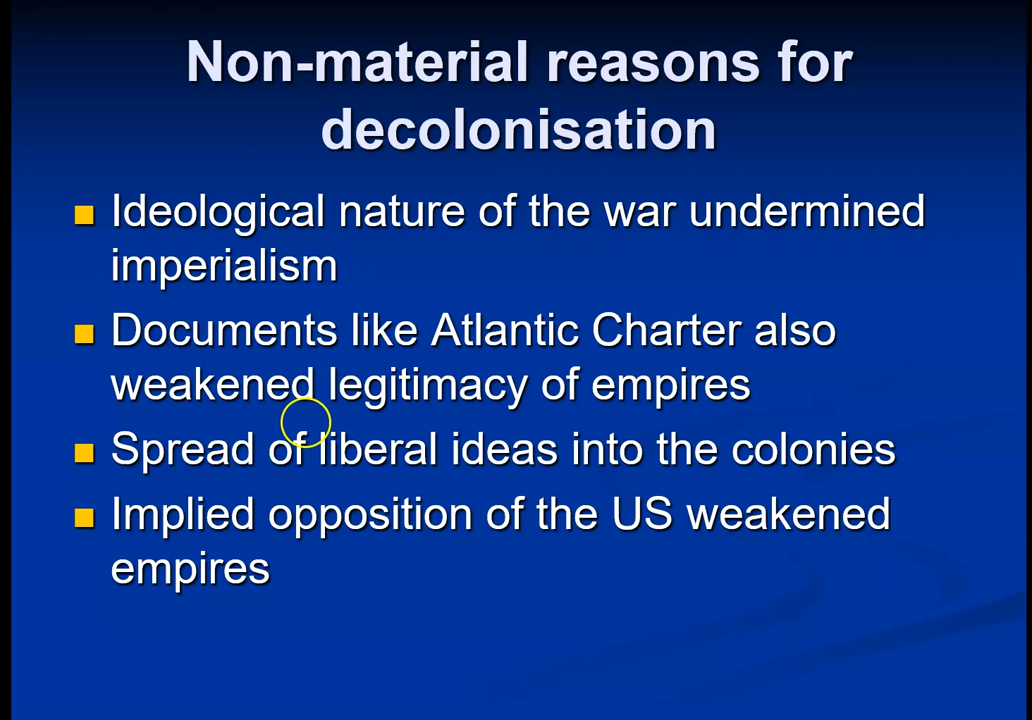 Non-material reasons for
decolonisation
Ideological nature of the war undermined
imperialism
Documents like Atlantic Charter also
weakened legitimacy of empires
Spread of liberal ideas into the colonies
Implied opposition of the US weakened
empires